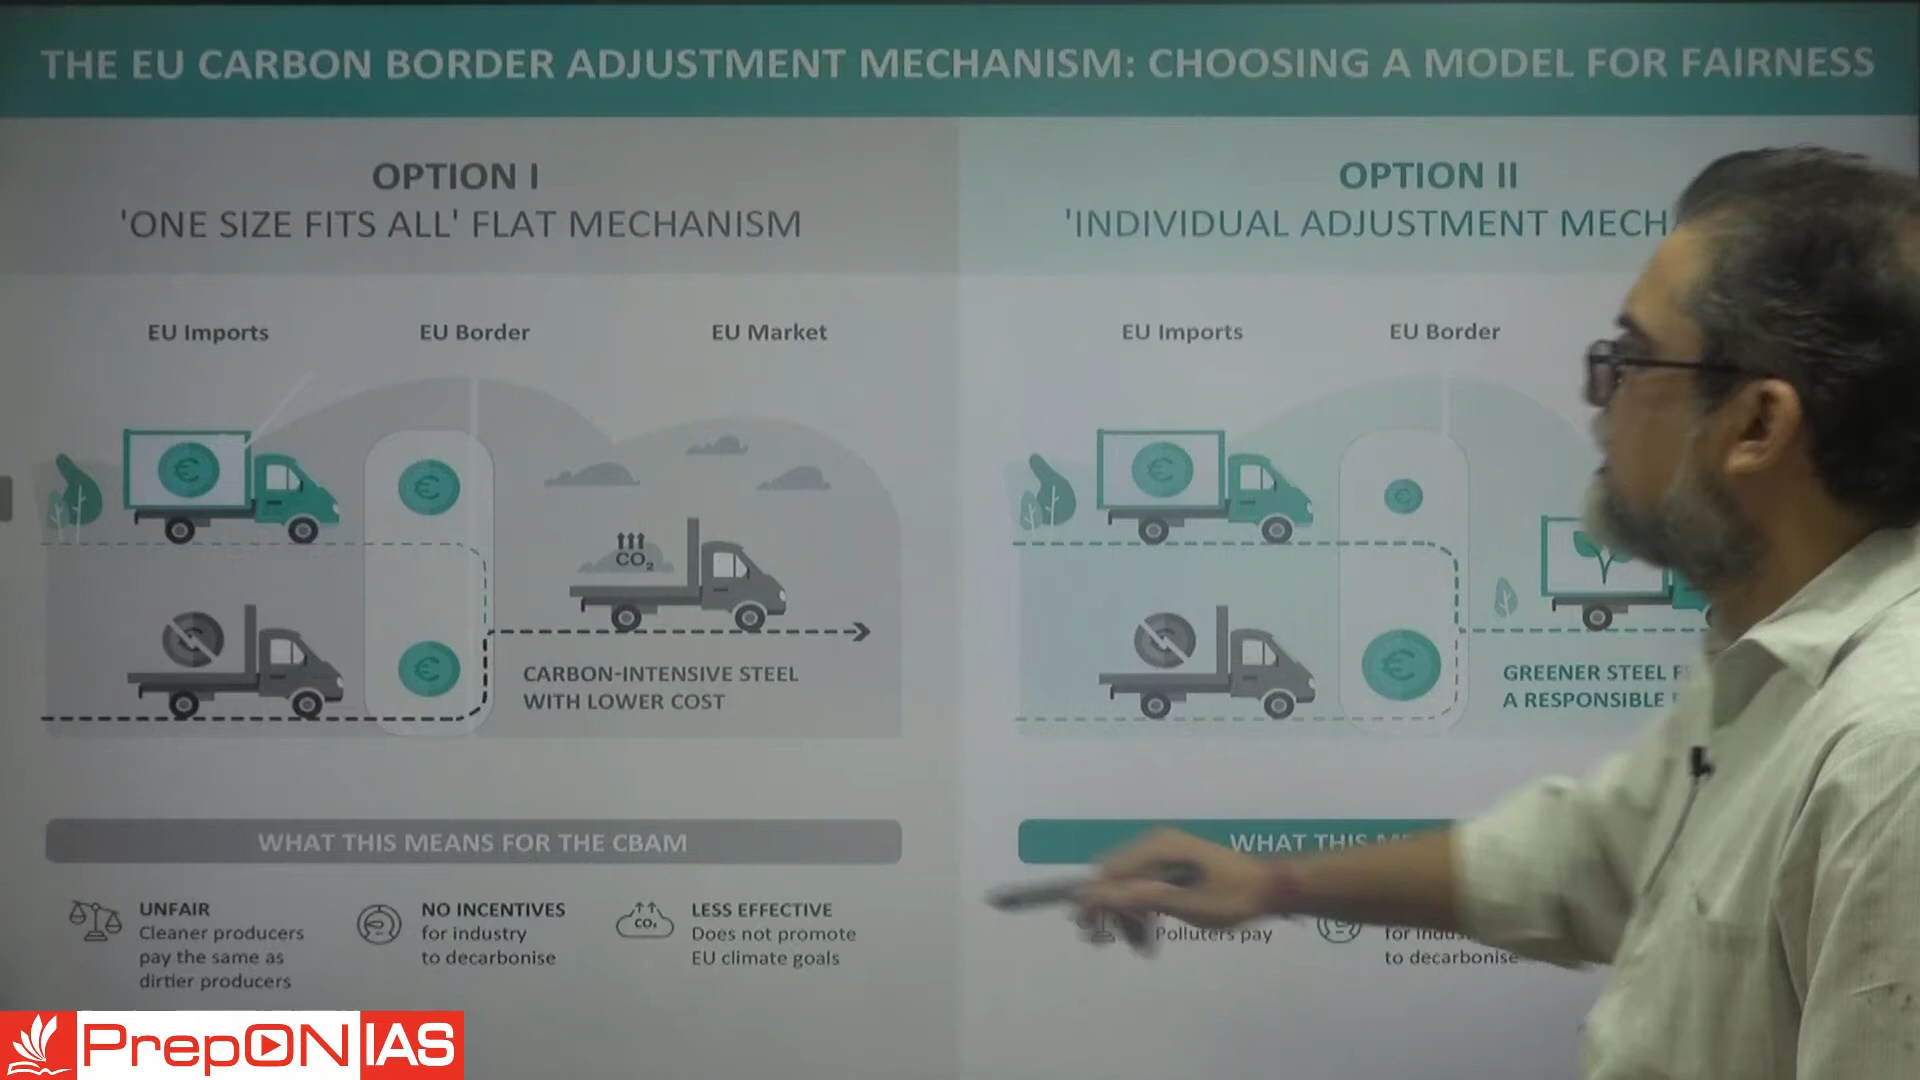 THE EU CARBON BORDER ADJUSTMENT MECHANISM: CHOOSING A MODEL FOR FAIRNESS
OPTION I
'ONE SIZE FITS ALL' FLAT MECHANISM
EU Imports
EU Border
EU Market
€
€
CO₂
€
CARBON-INTENSIVE STEEL
WITH LOWER COST
WHAT THIS MEANS FOR THE CBAM
UNFAIR
Cleaner producers
pay the same as
dirtier producers
NO INCENTIVES
for industry
to decarbonise
CO₂
LESS EFFECTIVE
Does not promote
EU climate goals
OPTION II
'INDIVIDUAL ADJUSTMENT
EU Imports
EU Border
€
€
€
GREENER STEEL
A RESPONSIBLE
WHAT THIS
Polluters pay
for
to decarbonise
PrepON IAS